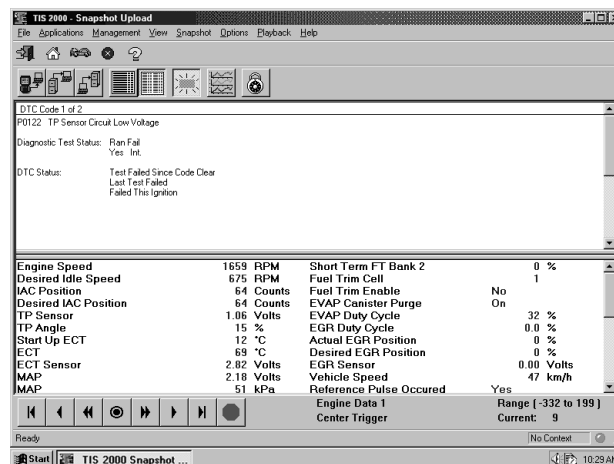 TIS 2000 - Snapshot Upload
File Applications Management View Snapshot Options Playback Help
DTC Code 1 of 2
P0122 TP Sensor Circuit Low Voltage
Diagnostic Test Status: Ran Fail
Yes Int.
DTC Status: Test Failed Since Code Clear
Last Test Failed
Failed This Ignition
Engine Speed 1659 RPM Short Term FT Bank 2 0 %
Desired Idle Speed 675 RPM Fuel Trim Cell 1
IAC Position 64 Counts Fuel Trim Enable No
Desired IAC Position 64 Counts EVAP Canister Purge On
TP Sensor 1.06 Volts EVAP Duty Cycle 32 %
TP Angle 15 % EGR Duty Cycle 0.0 %
Start Up ECT 12 °C Actual EGR Position 0 %
ECT 69 °C Desired EGR Position 0 %
ECT Sensor 2.82 Volts EGR Sensor 0.00 Volts
MAP 2.18 Volts Vehicle Speed 47 km/h
MAP 51 kPa Reference Pulse Occured Yes
Engine Data 1 Range (-332 to 199 )
Center Trigger Current: 9
Ready No Context
Start TIS 2000 Snapshot ... 10:29 AM